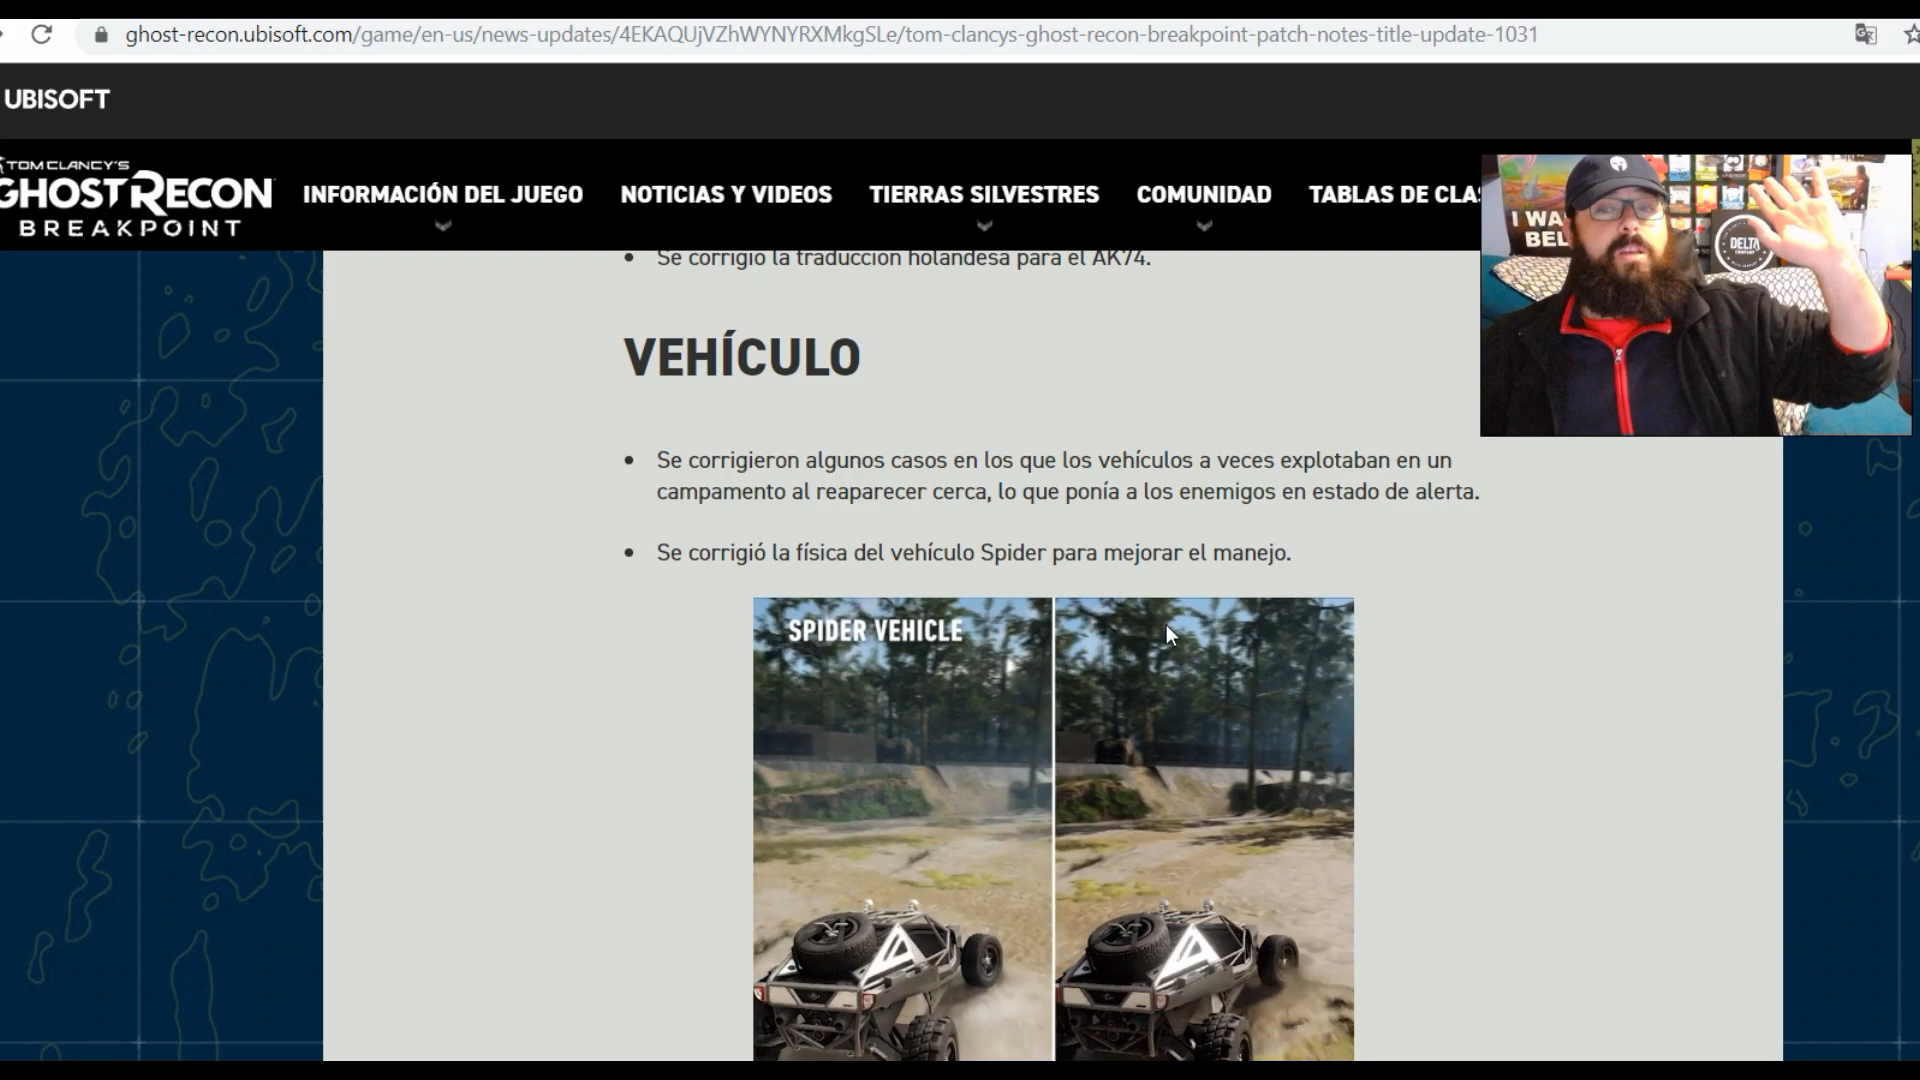 ghost-recon.ubisoft.com/game/en-us/news-updates/4EKAQUjVZhWYNYRXMkgSLe/tom-clancys-ghost-recon-breakpoint-patch-notes-title-update-1031
UBISOFT
TOM CLANCY'S
GHOST RECON
BREAKPOINT
INFORMACIÓN DEL JUEGO NOTICIAS Y VIDEOS TIERRAS SILVESTRES COMUNIDAD TABLAS DE CLAS
I WA
BEL
DELTA
COMPANY
• Se corrigió la traducción holandesa para el AK74.
VEHÍCULO
• Se corrigieron algunos casos en los que los vehículos a veces explotaban en un
campamento al reaparecer cerca, lo que ponía a los enemigos en estado de alerta.
• Se corrigió la física del vehículo Spider para mejorar el manejo.
SPIDER VEHICLE